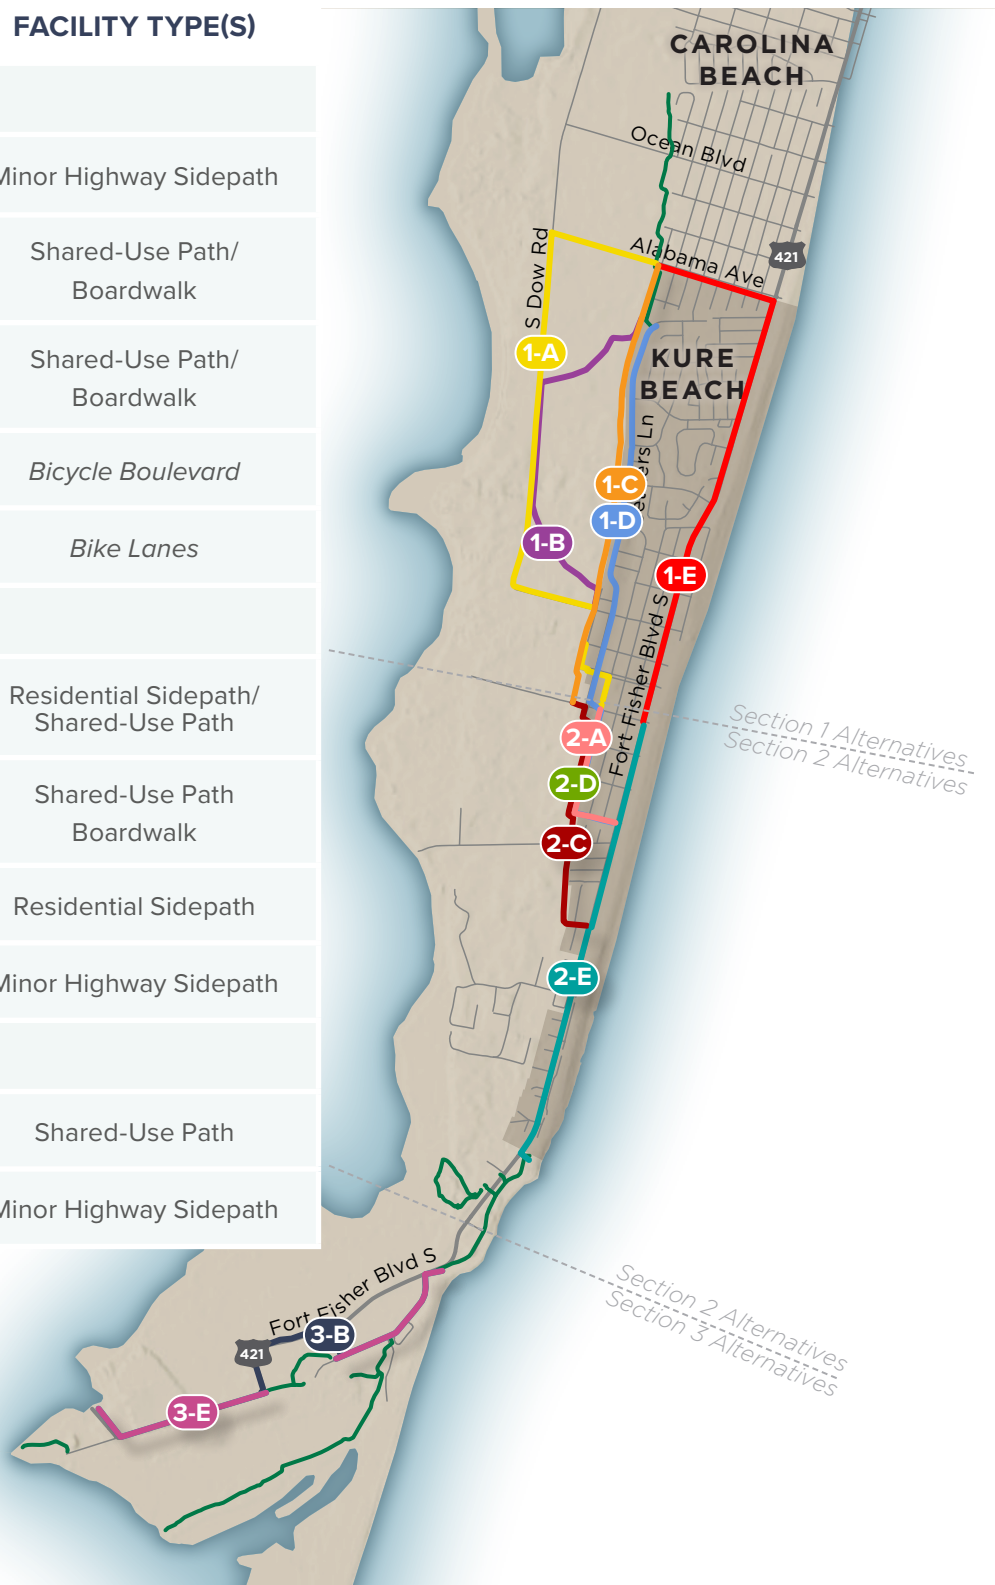 FACILITY TYPE(S)
Minor Highway Sidepath
Shared-Use Path/
Boardwalk
Shared-Use Path/
Boardwalk
Bicycle Boulevard
Bike Lanes
Residential Sidepath/
Shared-Use Path
Shared-Use Path
Boardwalk
Residential Sidepath
Minor Highway Sidepath
Shared-Use Path
Minor Highway Sidepath
CAROLINA
BEACH
Ocean Blvd
Alabama Ave
421
S Dow Rd
1-A
KURE
BEACH
Ln
1-C
1-D
1-B
1-E
Fort Fisher Blvd S
Section 1 Alternatives
Section 2 Alternatives
2-A
2-D
2-C
2-E
Section 2 Alternatives
Section 3 Alternatives
Fort Fisher Blvd S
3-B
421
3-E